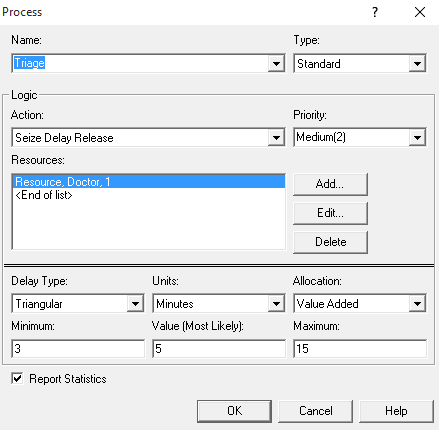 Process ?
Name: Type:
Triage Standard
Logic
Action: Priority:
Seize Delay Release Medium(2)
Resources:
Resource, Doctor, 1
<End of list>
Add...
Edit...
Delete
Delay Type: Units: Allocation:
Triangular Minutes Value Added
Minimum: Value (Most Likely): Maximum:
3 5 15
Report Statistics
OK Cancel Help